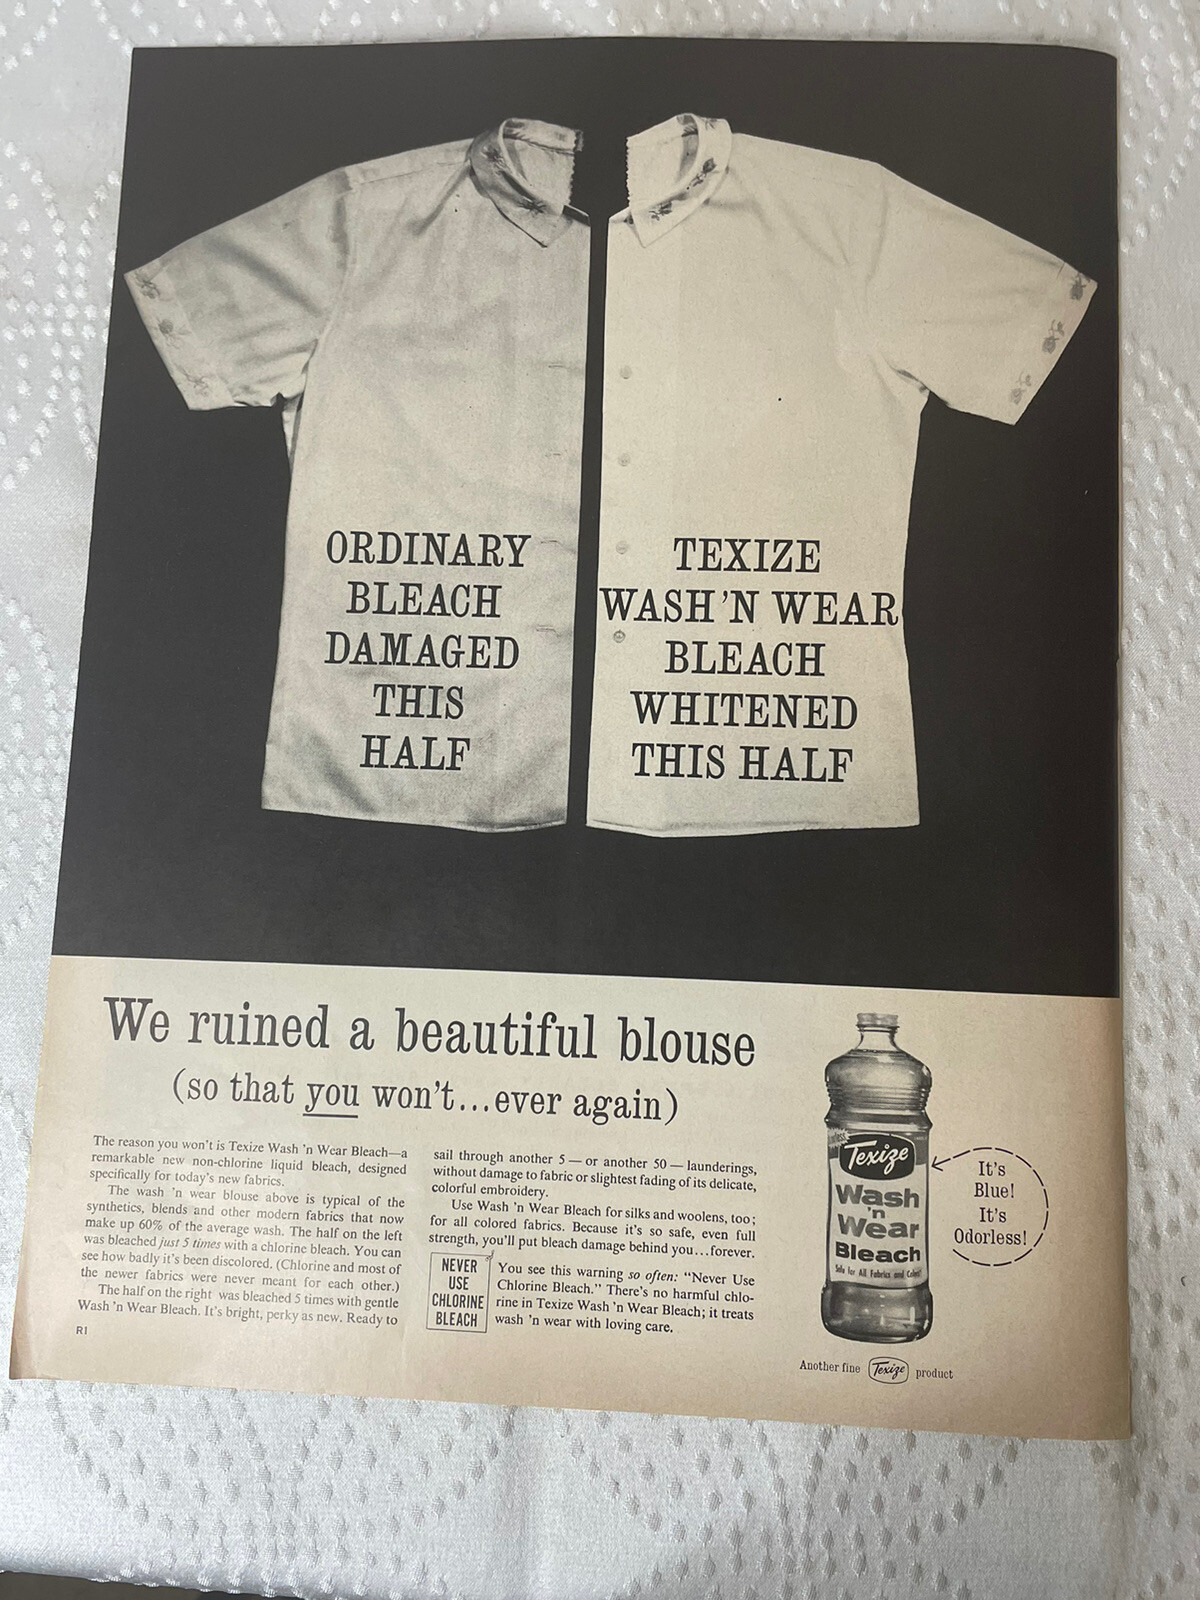 ORDINARY
BLEACH
DAMAGED
THIS
HALF
TEXIZE
WASH 'N WEAR
BLEACH
WHITENED
THIS HALF
We ruined a beautiful blouse
(so that you won't...ever again)
The reason you won't is Texize Wash 'n Wear Bleach—a
remarkable new non-chlorine liquid bleach, designed
specifically for today's new fabrics.
The wash 'n wear blouse above is typical of the
synthetics, blends and other modern fabrics that now
make up 60% of the average wash. The half on the left
was bleached just 5 times with a chlorine bleach. You can
see how badly it's been discolored. (Chlorine and most of
the newer fabrics were never meant for each other.)
The half on the right was bleached 5 times with gentle
Wash 'n Wear Bleach. It's bright, perky as new. Ready to
R1
sail through another 5 — or another 50 — launderings,
without damage to fabric or slightest fading of its delicate,
colorful embroidery.
Use Wash 'n Wear Bleach for silks and woolens, too;
for all colored fabrics. Because it's so safe, even full
strength, you'll put bleach damage behind you...forever.
NEVER
USE
CHLORINE
BLEACH
You see this warning so often: "Never Use
Chlorine Bleach." There's no harmful chlo-
rine in Texize Wash 'n Wear Bleach; it treats
wash 'n wear with loving care.
Texize
Wash
'n
Wear
Bleach
Safe for All Fabrics and Colors!
It's
Blue!
It's
Odorless!
Another fine Texize product